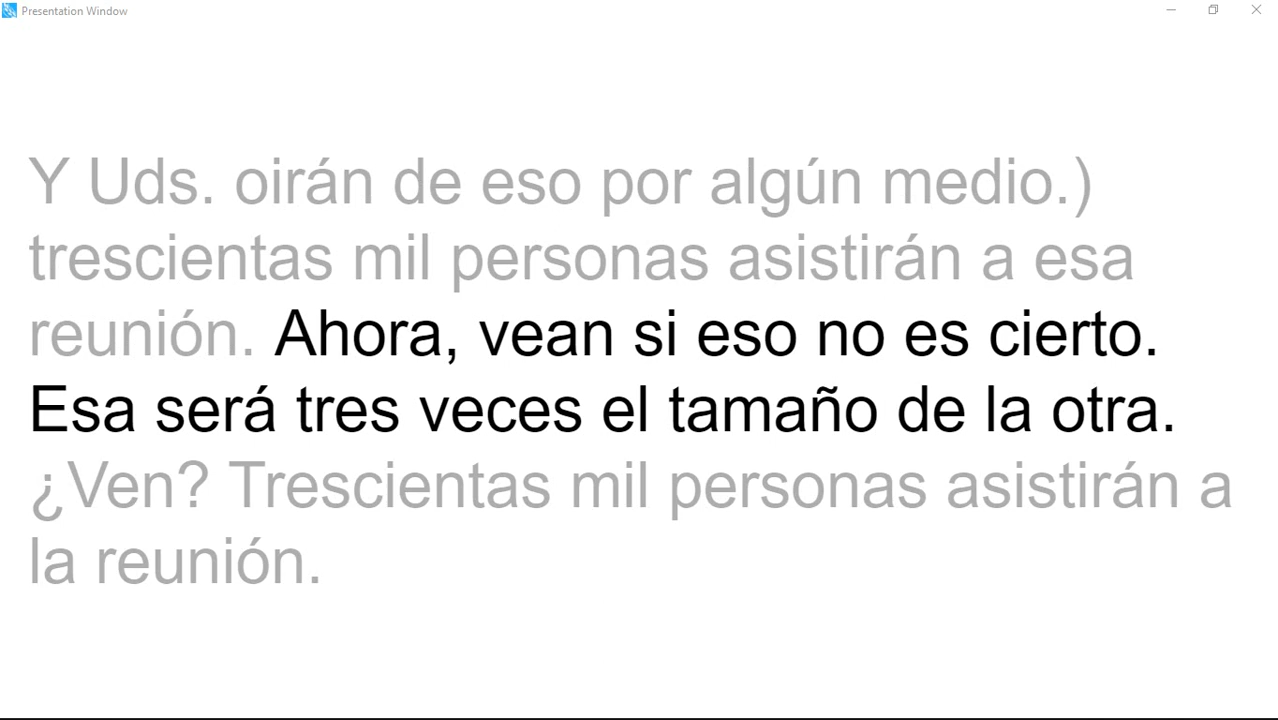 Presentation Window
Y Uds. oirán de eso por algún medio.)
trescientas mil personas asistirán a esa
reunión. Ahora, vean si eso no es cierto.
Esa será tres veces el tamaño de la otra.
¿Ven? Trescientas mil personas asistirán a
la reunión.